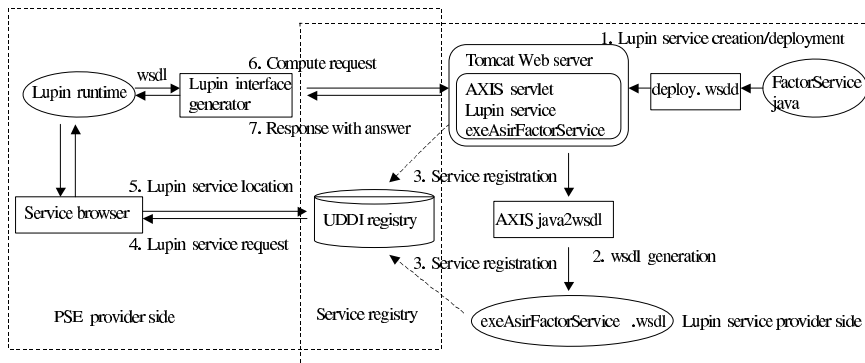 1. Lupin service creation/deployment
6. Compute request
Tomcat Web server
wsdl
Lupin runtime
Lupin interface
generator
AXIS servlet
Lupin service
exeAsirFactorService
deploy. wsdd
FactorService
java
7. Response with answer
3. Service registration
5. Lupin service location
Service browser
UDDI registry
AXIS java2wsdl
4. Lupin service request
3. Service registration
2. wsdl generation
PSE provider side
Service registry
exeAsirFactorService .wsdl
Lupin service provider side